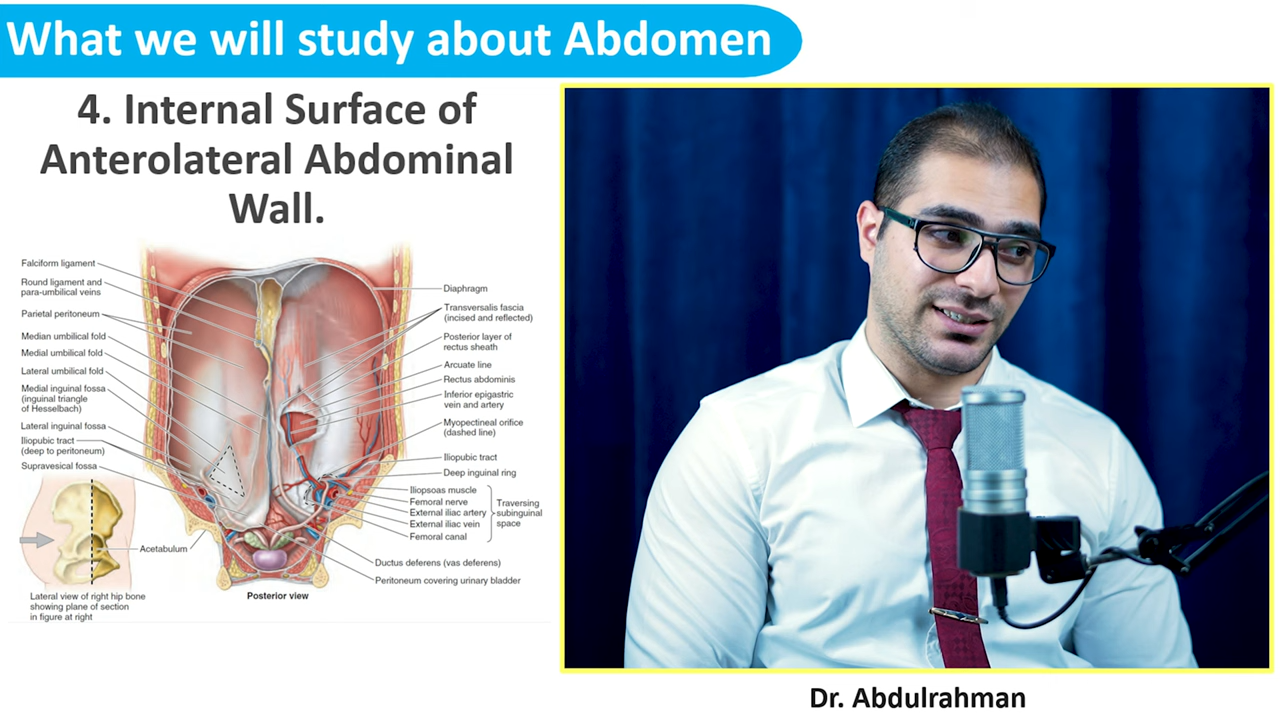 What we will study about Abdomen
4. Internal Surface of
Anterolateral Abdominal
Wall.
Falciform ligament
Round ligament and
para-umbilical veins
Parietal peritoneum
Median umbilical fold
Medial umbilical fold
Lateral umbilical fold
Medial inguinal fossa
(inguinal triangle
of Hesselbach)
Lateral inguinal fossa
Iliopubic tract
(deep to peritoneum)
Supravesical fossa
Acetabulum
Lateral view of right hip bone
showing plane of section
in figure at right
Diaphragm
Transversalis fascia
(incised and reflected)
Posterior layer of
rectus sheath
Arcuate line
Rectus abdominis
Inferior epigastric
vein and artery
Myopectineal orifice
(dashed line)
Iliopubic tract
Deep inguinal ring
Iliopsoas muscle
Femoral nerve
External iliac artery
External iliac vein
Femoral canal
Traversing
subinguinal
space
Ductus deferens (vas deferens)
Peritoneum covering urinary bladder
Posterior view
Dr. Abdulrahman